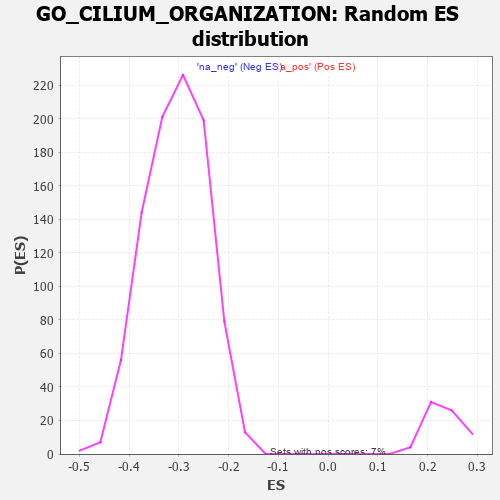 GO_CILIUM_ORGANIZATION: Random ES
distribution
'na_neg' (Neg ES) a_pos' (Pos ES)
220
200
180
160
140
120
100
80
60
40
20
0
P(ES)
Sets with pos scores: 7%
-0.5 -0.4 -0.3 -0.2 -0.1 0.0 0.1 0.2 0.3
ES